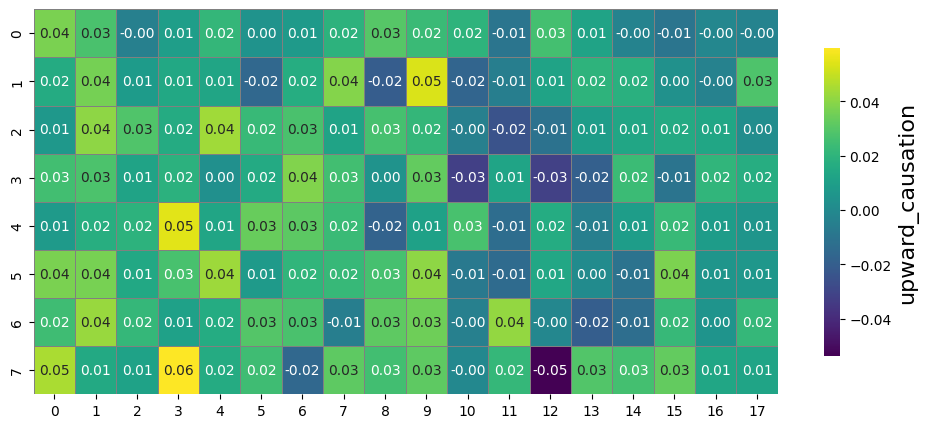 0 0.04 0.03 -0.00 0.01 0.02 0.00 0.01 0.02 0.03 0.02 0.02 -0.01 0.03 0.01 -0.00 -0.01 -0.00 -0.00
1 0.02 0.04 0.01 0.01 0.01 -0.02 0.02 0.04 -0.02 0.05 -0.02 -0.01 0.01 0.02 0.02 0.00 -0.00 0.03
2 0.01 0.04 0.03 0.02 0.04 0.02 0.03 0.01 0.03 0.02 -0.00 -0.02 -0.01 0.01 0.01 0.02 0.01 0.00
3 0.03 0.03 0.01 0.02 0.00 0.02 0.04 0.03 0.00 0.03 -0.03 0.01 -0.03 -0.02 0.02 -0.01 0.02 0.02
4 0.01 0.02 0.02 0.05 0.01 0.03 0.03 0.02 -0.02 0.01 0.03 -0.01 0.02 -0.01 0.01 0.02 0.01 0.01
5 0.04 0.04 0.01 0.03 0.04 0.01 0.02 0.02 0.03 0.04 -0.01 -0.01 0.01 0.00 -0.01 0.04 0.01 0.01
6 0.02 0.04 0.02 0.01 0.02 0.03 0.03 -0.01 0.03 0.03 -0.00 0.04 -0.00 -0.02 -0.01 0.02 0.00 0.02
7 0.05 0.01 0.01 0.06 0.02 0.02 -0.02 0.03 0.03 0.03 -0.00 0.02 -0.05 0.03 0.03 0.03 0.01 0.01
0 1 2 3 4 5 6 7 8 9 10 11 12 13 14 15 16 17
0.04
0.02
0.00
−0.02
−0.04
upward_causation